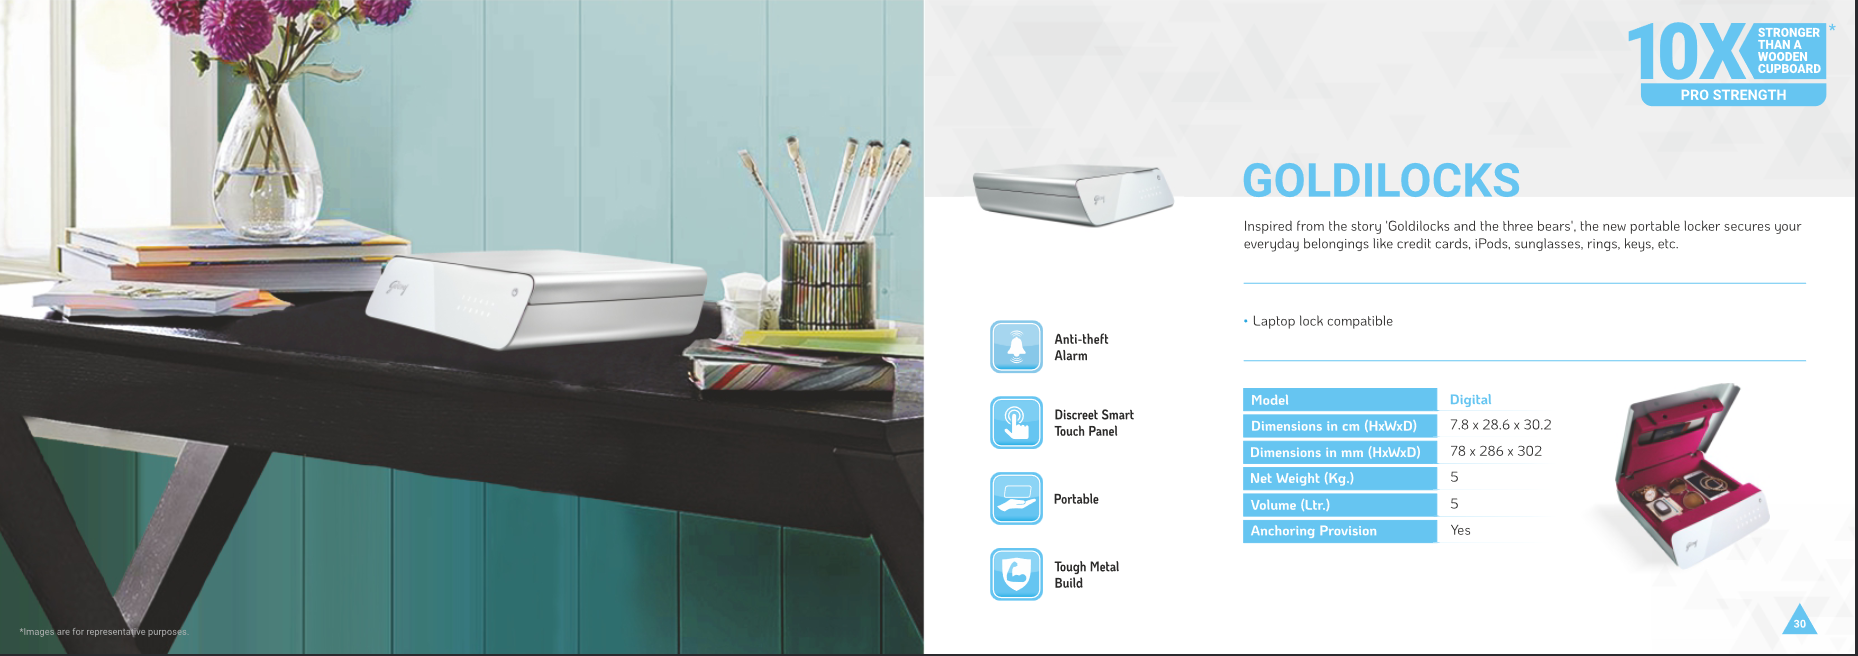 Godrej
*Images are for representative purposes.
10X
STRONGER
THAN A
WOODEN
CUPBOARD
*
PRO STRENGTH
GOLDILOCKS
Inspired from the story 'Goldilocks and the three bears', the new portable locker secures your
everyday belongings like credit cards, iPods, sunglasses, rings, keys, etc.
• Laptop lock compatible
Anti-theft
Alarm
Discreet Smart
Touch Panel
Portable
Tough Metal
Build
Model Digital
Dimensions in cm (HxWxD) 7.8 x 28.6 x 30.2
Dimensions in mm (HxWxD) 78 x 286 x 302
Net Weight (Kg.) 5
Volume (Ltr.) 5
Anchoring Provision Yes
30